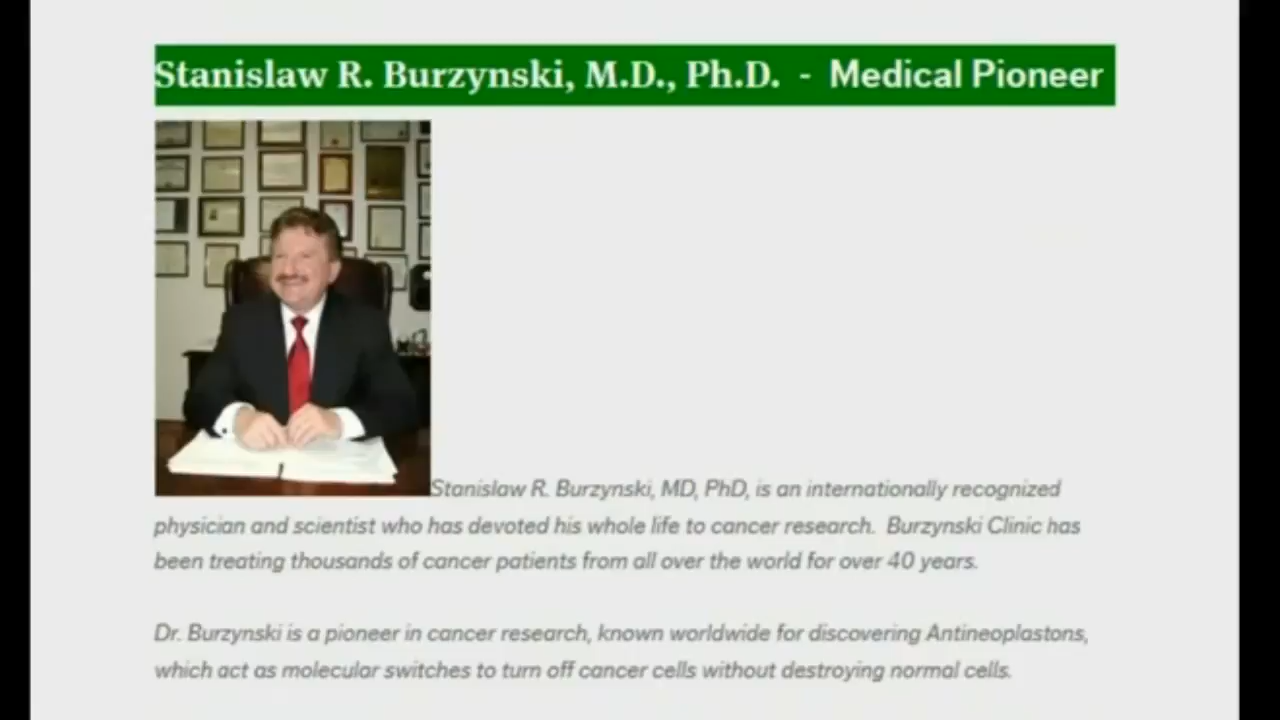 Stanislaw R. Burzynski, M.D., Ph.D. - Medical Pioneer
Stanislaw R. Burzynski, MD, PhD, is an internationally recognized
physician and scientist who has devoted his whole life to cancer research. Burzynski Clinic has
been treating thousands of cancer patients from all over the world for over 40 years.
Dr. Burzynski is a pioneer in cancer research, known worldwide for discovering Antineoplastons,
which act as molecular switches to turn off cancer cells without destroying normal cells.